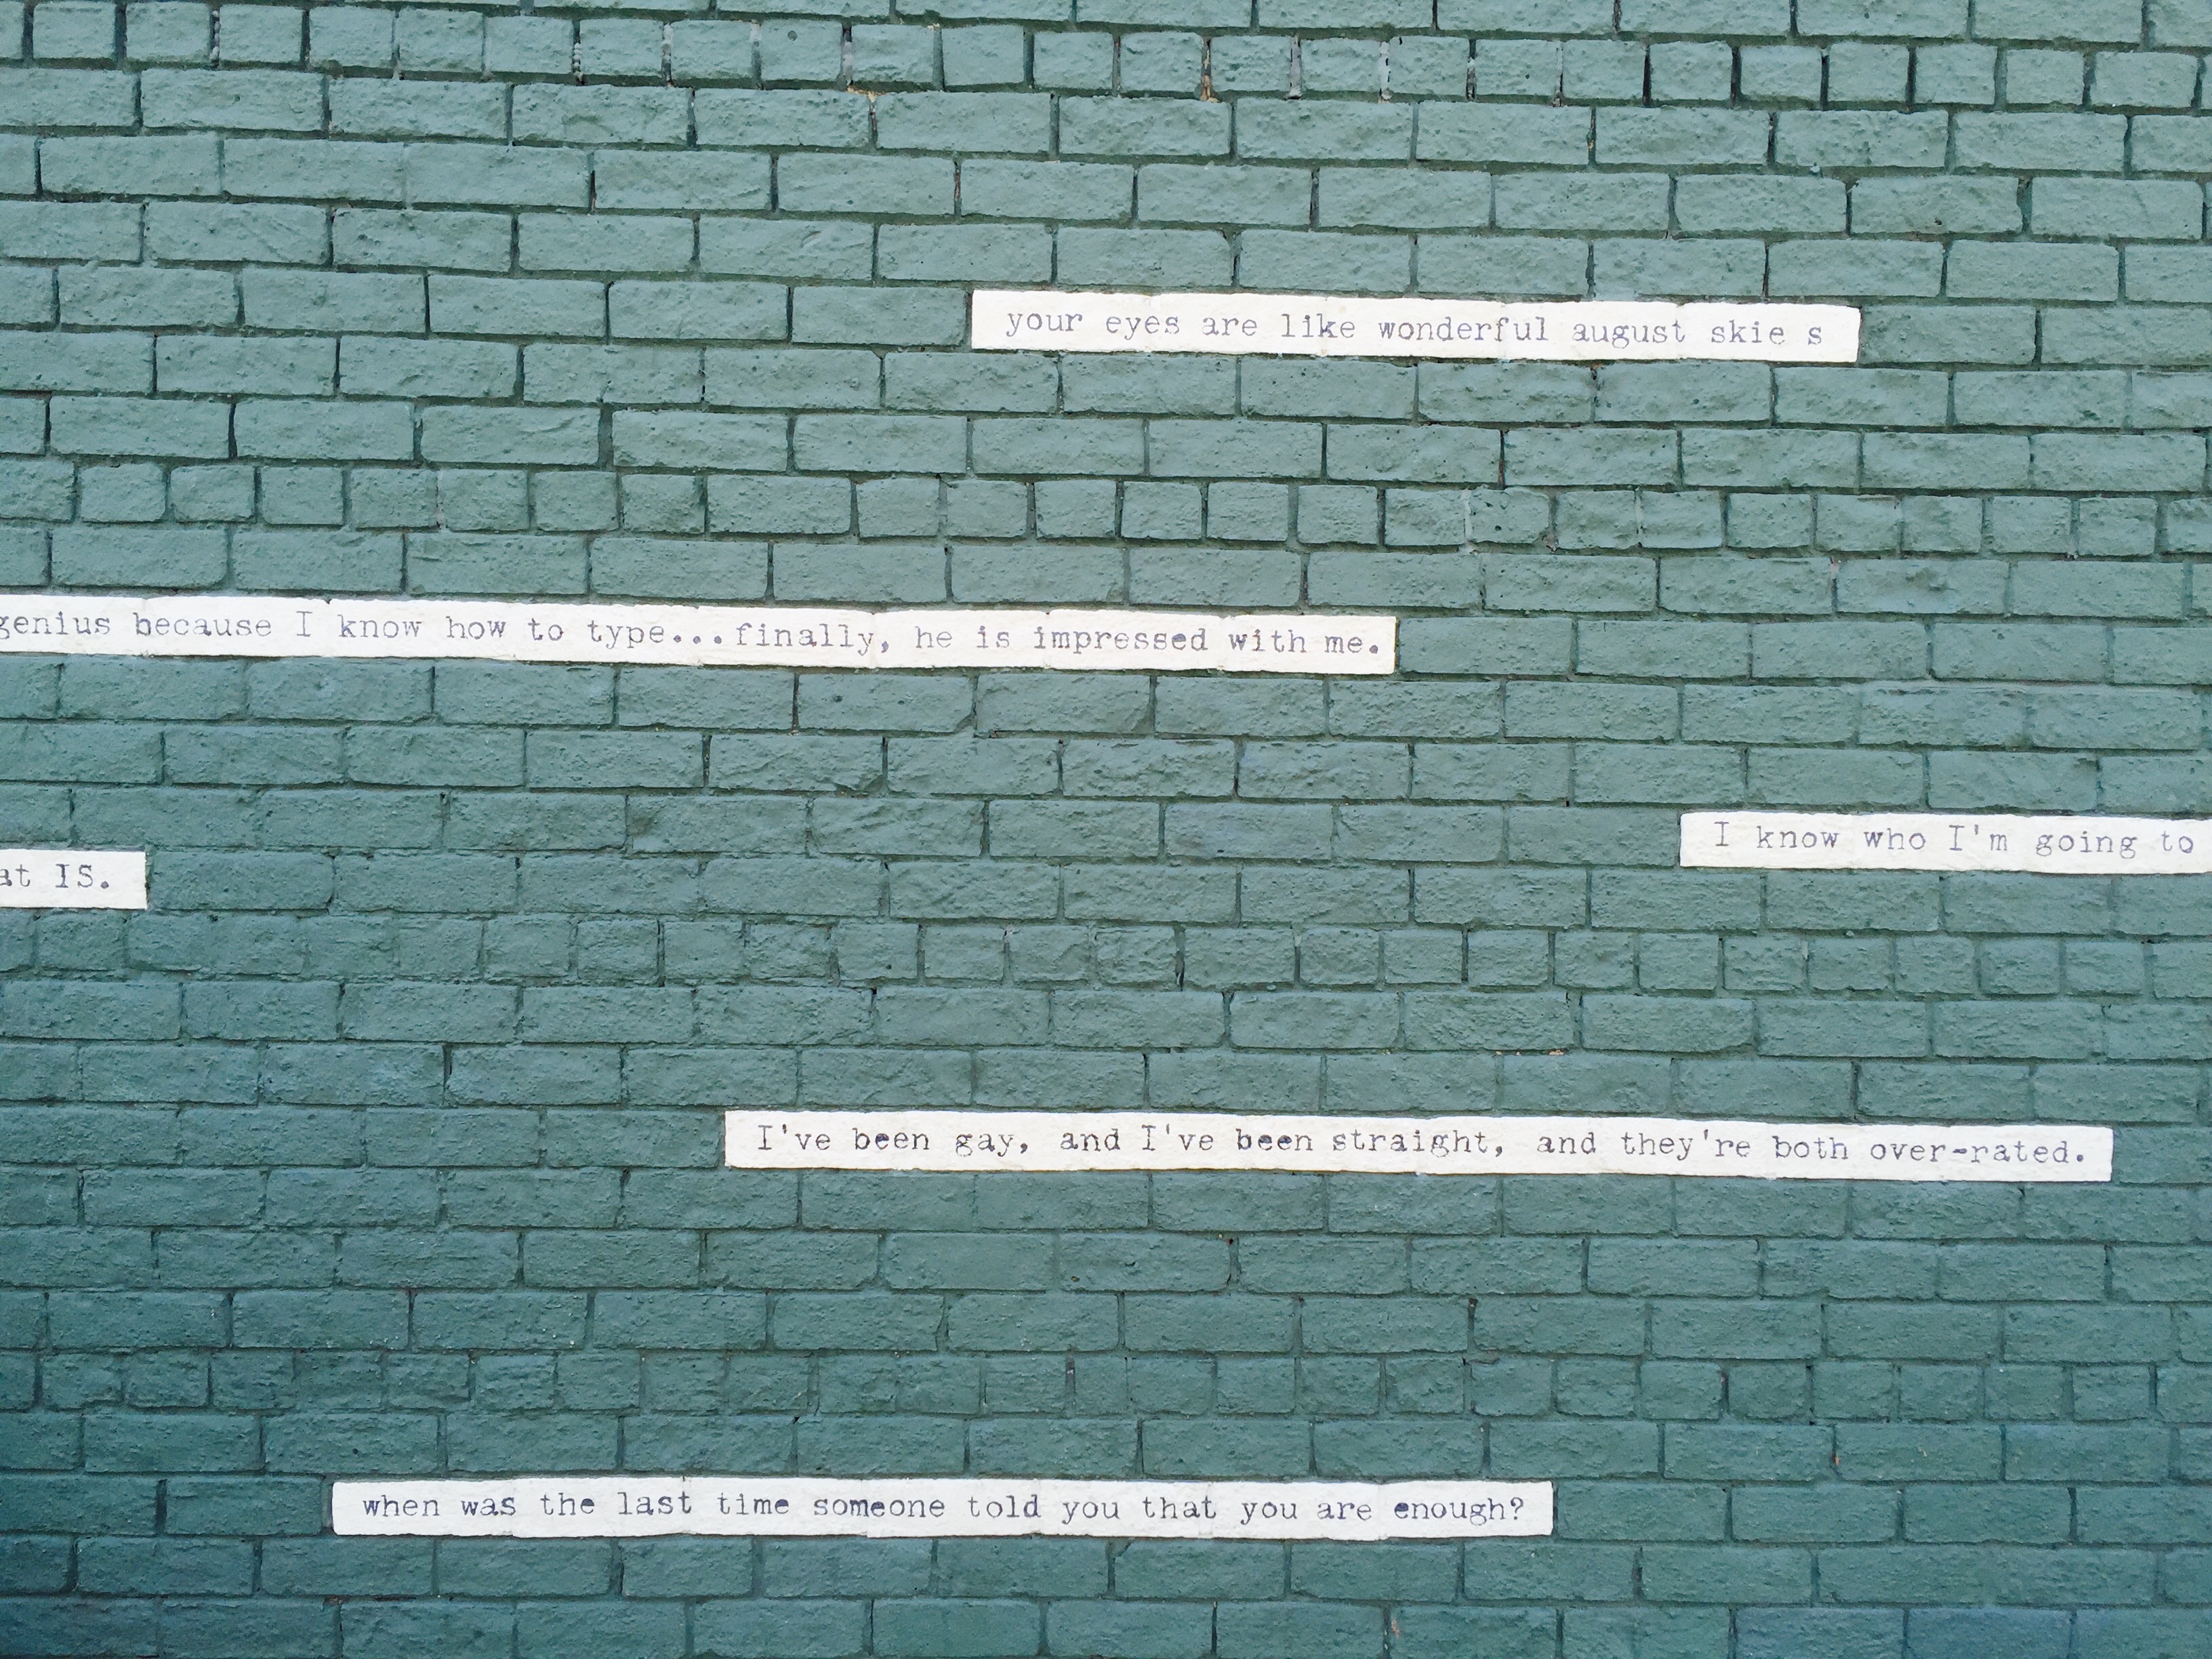 your eyes are like wonderful august skie s
genius because I know how to type...finally, he is impressed with me.
I know who I'm going to
at IS.
I've been gay, and I've been straight, and they're both over-rated.
when was the last time someone told you that you are enough?